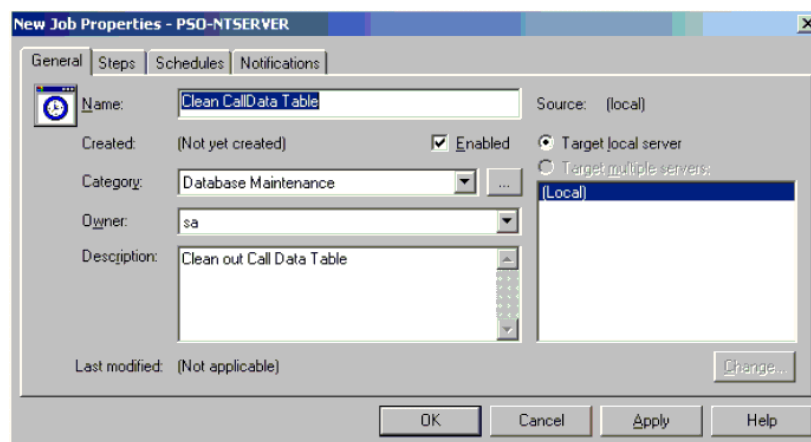 New Job Properties - PSO-NTSERVER
General Steps Schedules Notifications
Name: Clean CallData Table Source: (local)
Created: (Not yet created) Enabled Target local server
Target multiple servers:
Category: Database Maintenance ... (Local)
Owner: sa
Description: Clean out Call Data Table
Last modified: (Not applicable) Change...
OK Cancel Apply Help